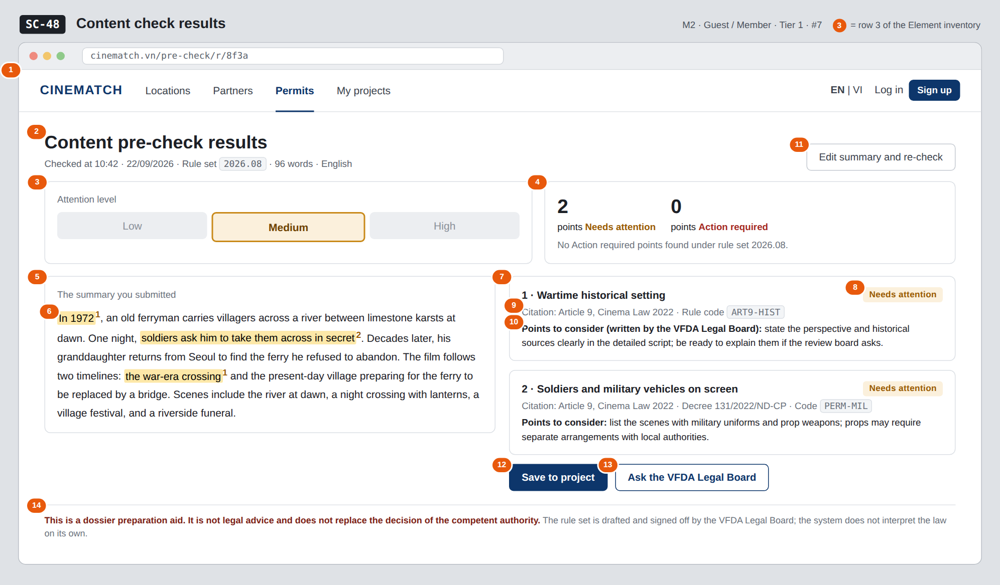 SC-48 Content check results
M2 · Guest / Member · Tier 1 · #7 3 = row 3 of the Element inventory
cinematch.vn/pre-check/r/8f3a
1
CINEMATCH Locations Partners Permits My projects EN | VI Log in Sign up
2
Content pre-check results
Checked at 10:42 · 22/09/2026 · Rule set 2026.08 · 96 words · English
11
Edit summary and re-check
3
Attention level
Low Medium High
4
2 0
points Needs attention points Action required
No Action required points found under rule set 2026.08.
5
The summary you submitted
6
In 1972¹, an old ferryman carries villagers across a river between limestone karsts at
dawn. One night, soldiers ask him to take them across in secret². Decades later, his
granddaughter returns from Seoul to find the ferry he refused to abandon. The film follows
two timelines: the war-era crossing¹ and the present-day village preparing for the ferry to
be replaced by a bridge. Scenes include the river at dawn, a night crossing with lanterns, a
village festival, and a riverside funeral.
7
1 · Wartime historical setting
8
Needs attention
9
Citation: Article 9, Cinema Law 2022 · Rule code ART9-HIST
10
Points to consider (written by the VFDA Legal Board): state the perspective and historical
sources clearly in the detailed script; be ready to explain them if the review board asks.
2 · Soldiers and military vehicles on screen Needs attention
Citation: Article 9, Cinema Law 2022 · Decree 131/2022/ND-CP · Code PERM-MIL
Points to consider: list the scenes with military uniforms and prop weapons; props may require
separate arrangements with local authorities.
12
Save to project
13
Ask the VFDA Legal Board
14
This is a dossier preparation aid. It is not legal advice and does not replace the decision of the competent authority. The rule set is drafted and signed off by the VFDA Legal Board; the system does not interpret the law
on its own.